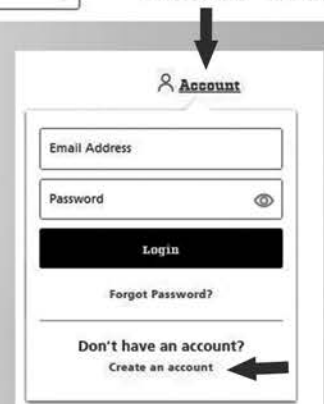 Account
Email Address
Password
Login
Forgot Password?
Don't have an account?
Create an account